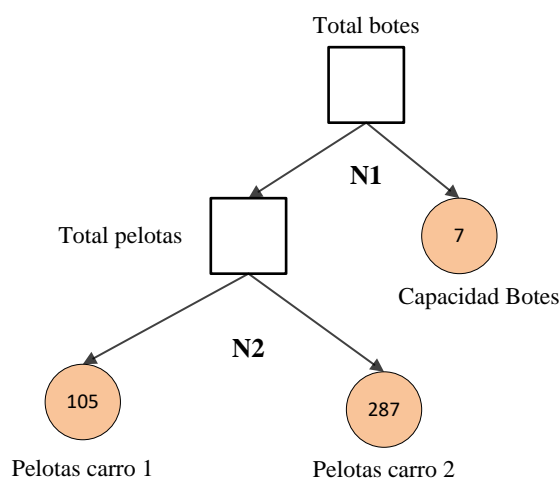 Total botes
N1
Total pelotas
7
Capacidad Botes
N2
105
287
Pelotas carro 1
Pelotas carro 2